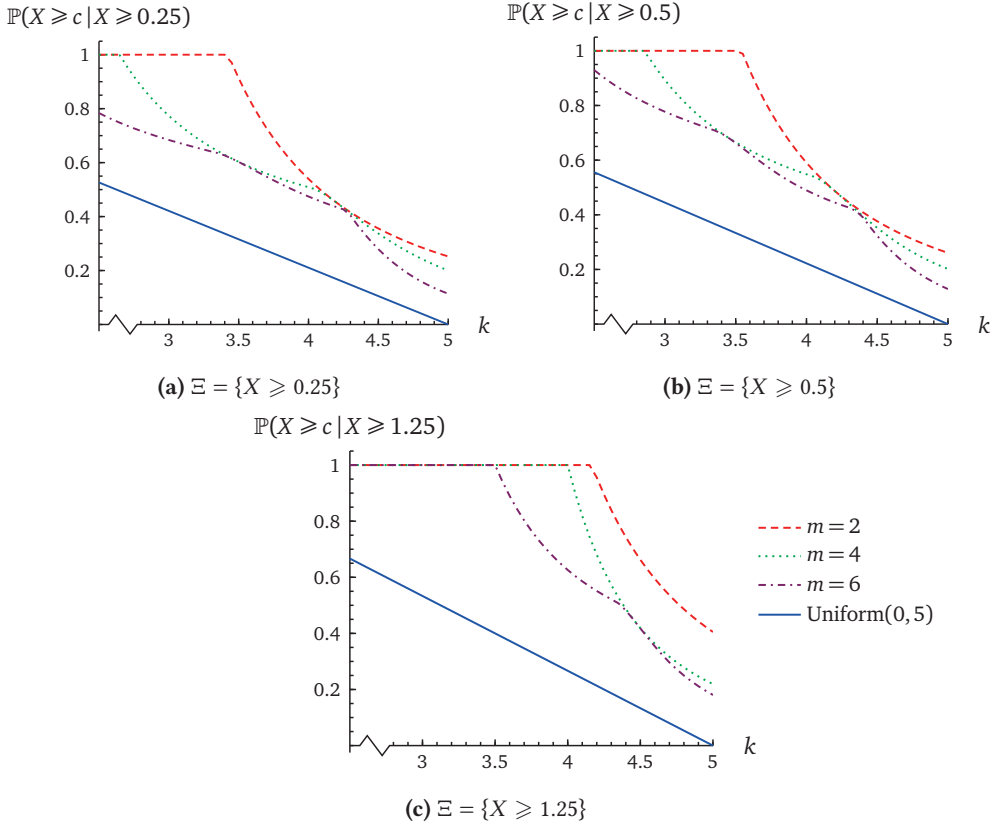 ℙ(X ⩾ c | X ⩾ 0.25)
1
0.8
0.6
0.4
0.2
3 3.5 4 4.5 5
k
(a) Ξ = {X ⩾ 0.25}
ℙ(X ⩾ c | X ⩾ 0.5)
1
0.8
0.6
0.4
0.2
3 3.5 4 4.5 5
k
(b) Ξ = {X ⩾ 0.5}
ℙ(X ⩾ c | X ⩾ 1.25)
1
0.8
0.6
0.4
0.2
3 3.5 4 4.5 5
k
m = 2
m = 4
m = 6
Uniform(0, 5)
(c) Ξ = {X ⩾ 1.25}